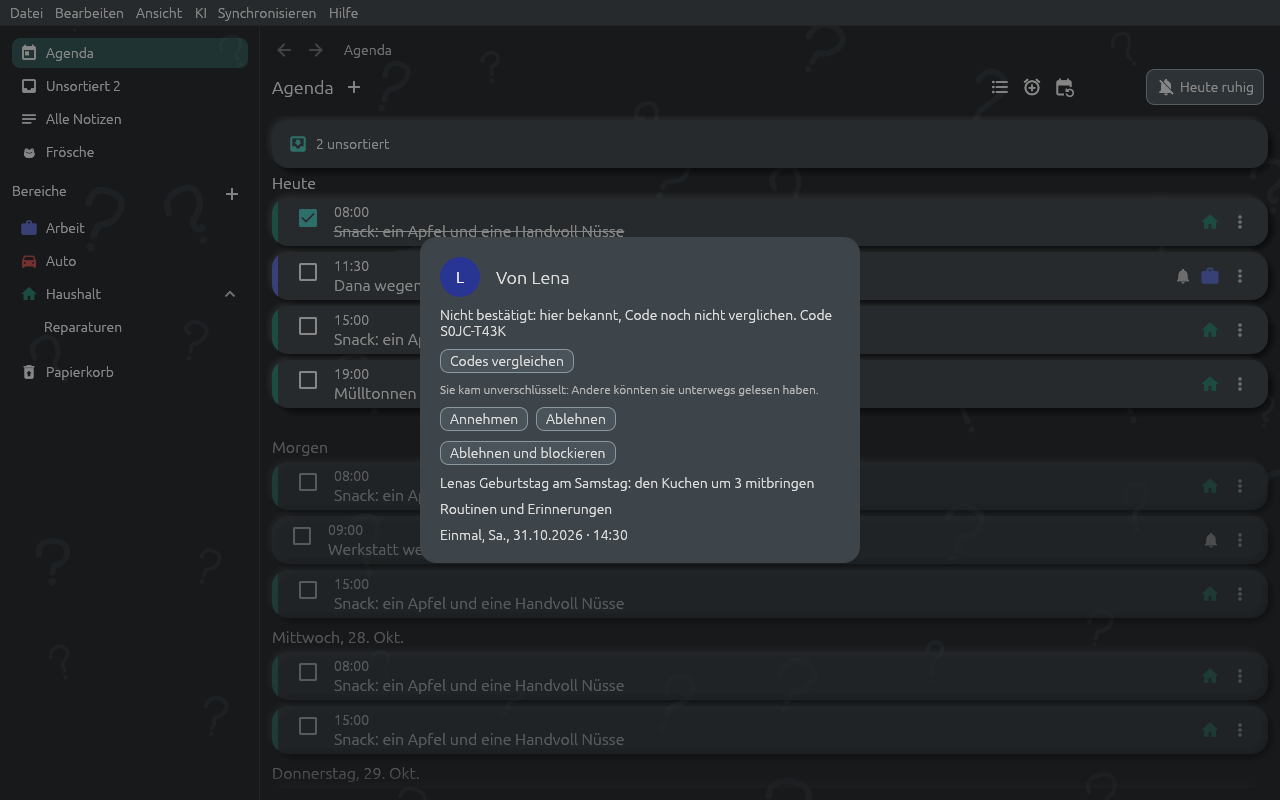 Datei Bearbeiten Ansicht KI Synchronisieren Hilfe
Agenda
Unsortiert 2
Alle Notizen
Frösche
Bereiche
Arbeit
Auto
Haushalt
Reparaturen
Papierkorb
Agenda
Agenda
Heute ruhig
2 unsortiert
Heute
08:00
Snack: ein Apfel und eine Handvoll Nüsse
11:30
Dana wegen
15:00
Snack: ein
19:00
Mülltonnen
Von Lena
L
Nicht bestätigt: hier bekannt, Code noch nicht verglichen. Code
S0JC-T43K
Codes vergleichen
Sie kam unverschlüsselt: Andere könnten sie unterwegs gelesen haben.
Annehmen Ablehnen
Ablehnen und blockieren
Lenas Geburtstag am Samstag: den Kuchen um 3 mitbringen
Routinen und Erinnerungen
Einmal, Sa., 31.10.2026 · 14:30
Morgen
08:00
Snack: ein
09:00
Werkstatt
15:00
Snack: ein Apfel und eine Handvoll Nüsse
Mittwoch, 28. Okt.
08:00
Snack: ein Apfel und eine Handvoll Nüsse
15:00
Snack: ein Apfel und eine Handvoll Nüsse
Donnerstag, 29. Okt.